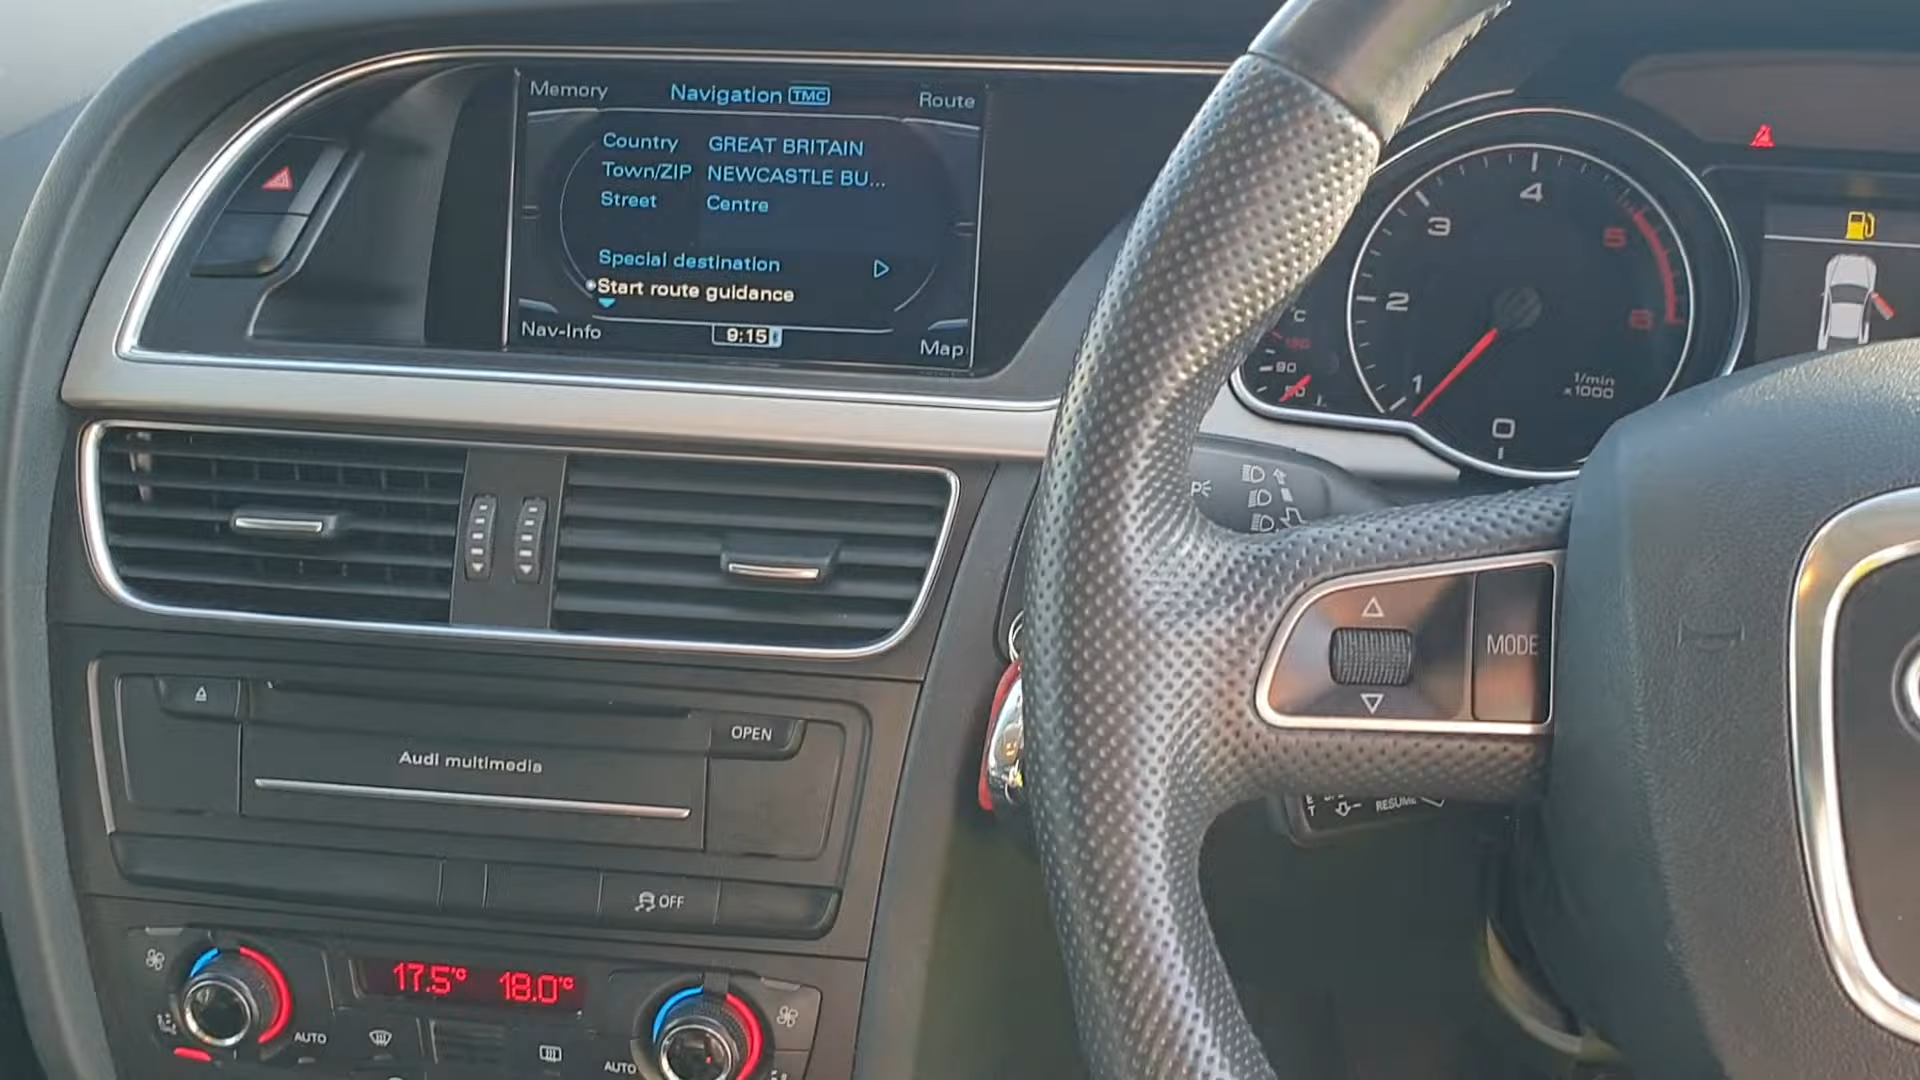 Memory
Navigation TMC
Route
Country GREAT BRITAIN
Town/ZIP NEWCASTLE BU...
Street Centre
Special destination
Start route guidance
Nav-Info
9:15
Map
°C
90
1
2
3
4
5
6
0
1/min
x1000
MODE
RESUME
OPEN
Audi multimedia
OFF
17.5°C 18.0°C
AUTO
AUTO